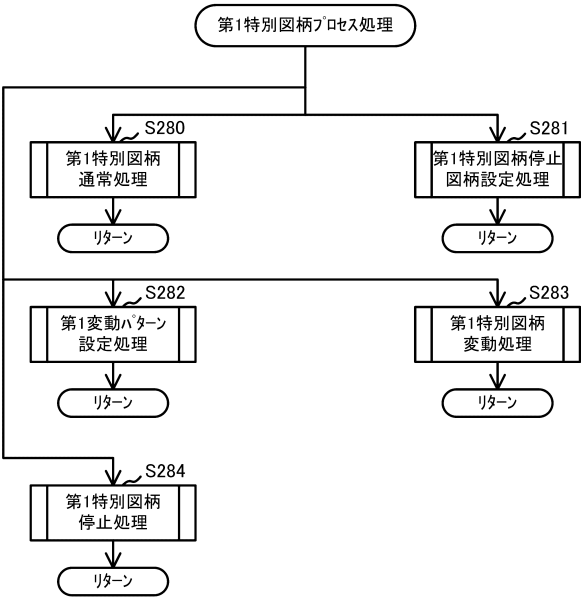 第1特別図柄ﾌﾟﾛｾｽ処理
S280
第1特別図柄
通常処理
ﾘﾀｰﾝ
S281
第1特別図柄停止
図柄設定処理
ﾘﾀｰﾝ
S282
第1変動ﾊﾟﾀｰﾝ
設定処理
ﾘﾀｰﾝ
S283
第1特別図柄
変動処理
ﾘﾀｰﾝ
S284
第1特別図柄
停止処理
ﾘﾀｰﾝ